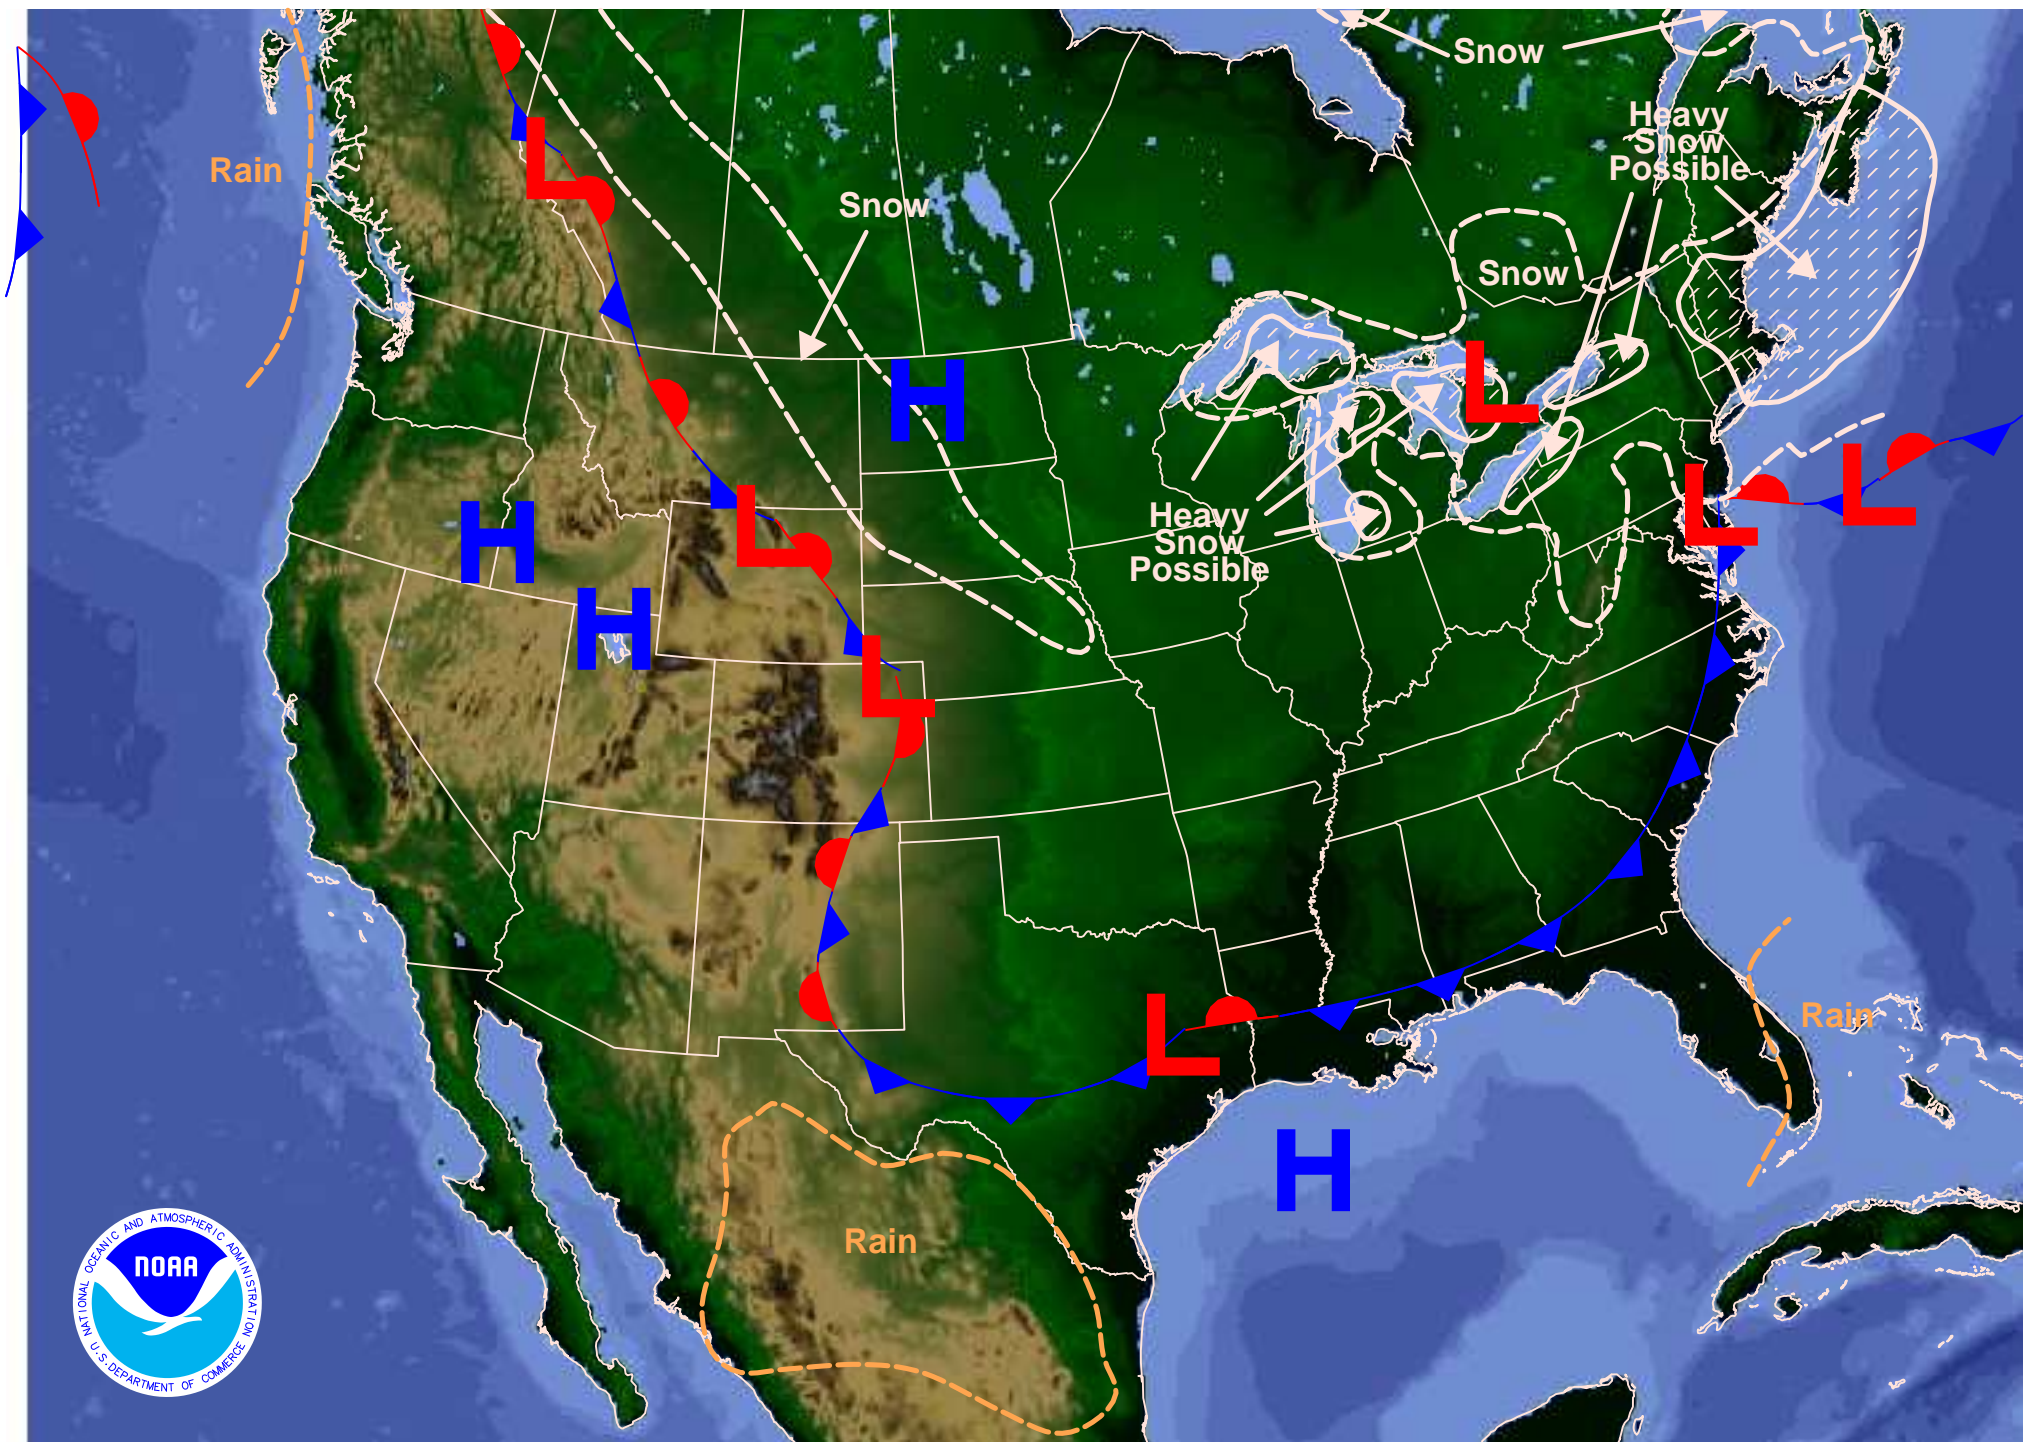 Snow
Heavy
Snow
Possible
Rain
Snow
Snow
H
L
L
H
L
L
L
H
Heavy
Snow
Possible
H
L
L
Rain
H
Rain
NATIONAL OCEANIC AND ATMOSPHERIC ADMINISTRATION
NOAA
U.S. DEPARTMENT OF COMMERCE